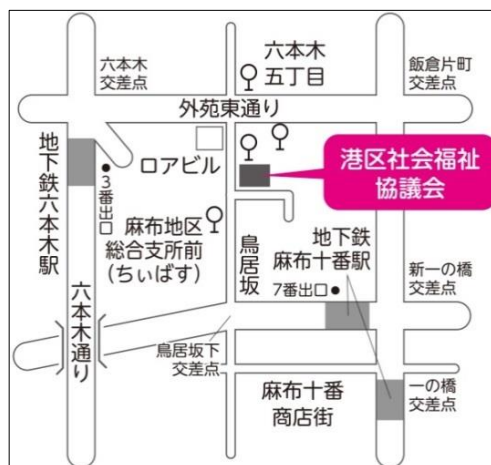 六本木
交差点
六本木
五丁目
飯倉片町
交差点
外苑東通り
地下鉄六本木駅
3番出口
ロアビル
港区社会福祉
協議会
麻布地区
総合支所前
(ちぃばす)
鳥居坂
地下鉄
麻布十番駅
7番出口
新一の橋
交差点
六本木通り
鳥居坂下
交差点
麻布十番
商店街
一の橋
交差点